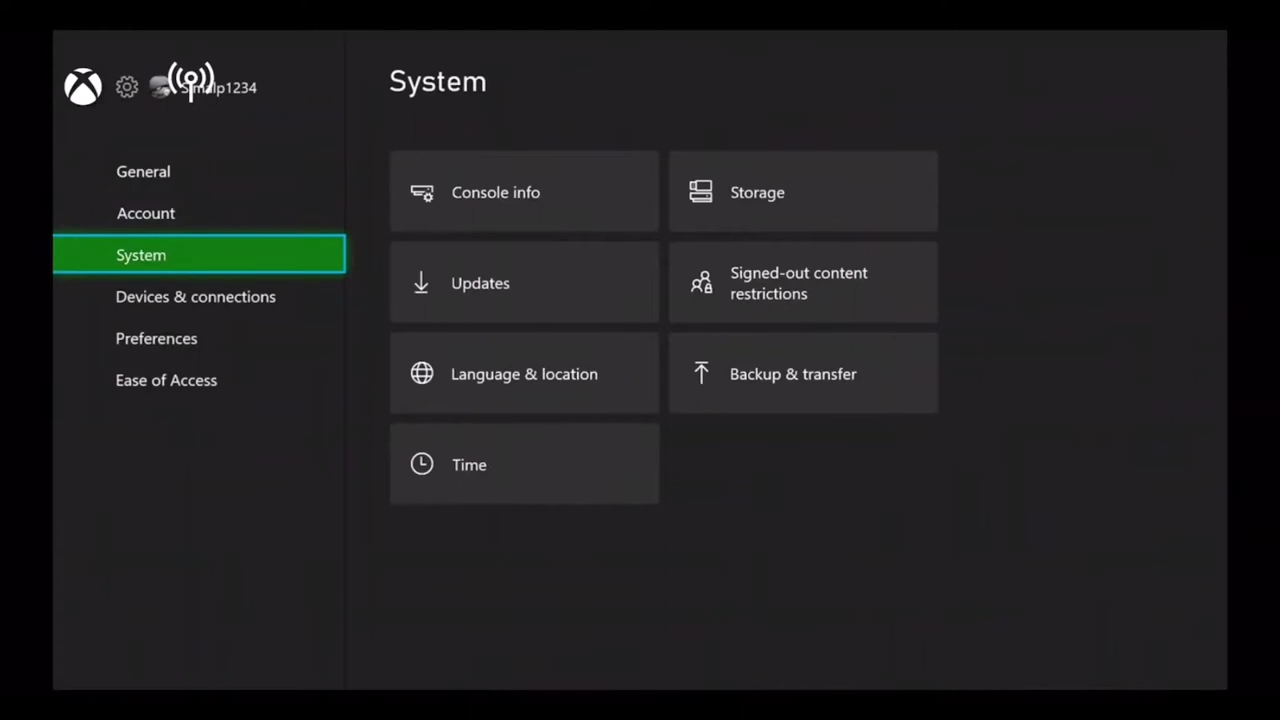 System
General
Account
System
Devices & connections
Preferences
Ease of Access
Console info
Storage
Updates
Signed-out content
restrictions
Language & location
Backup & transfer
Time